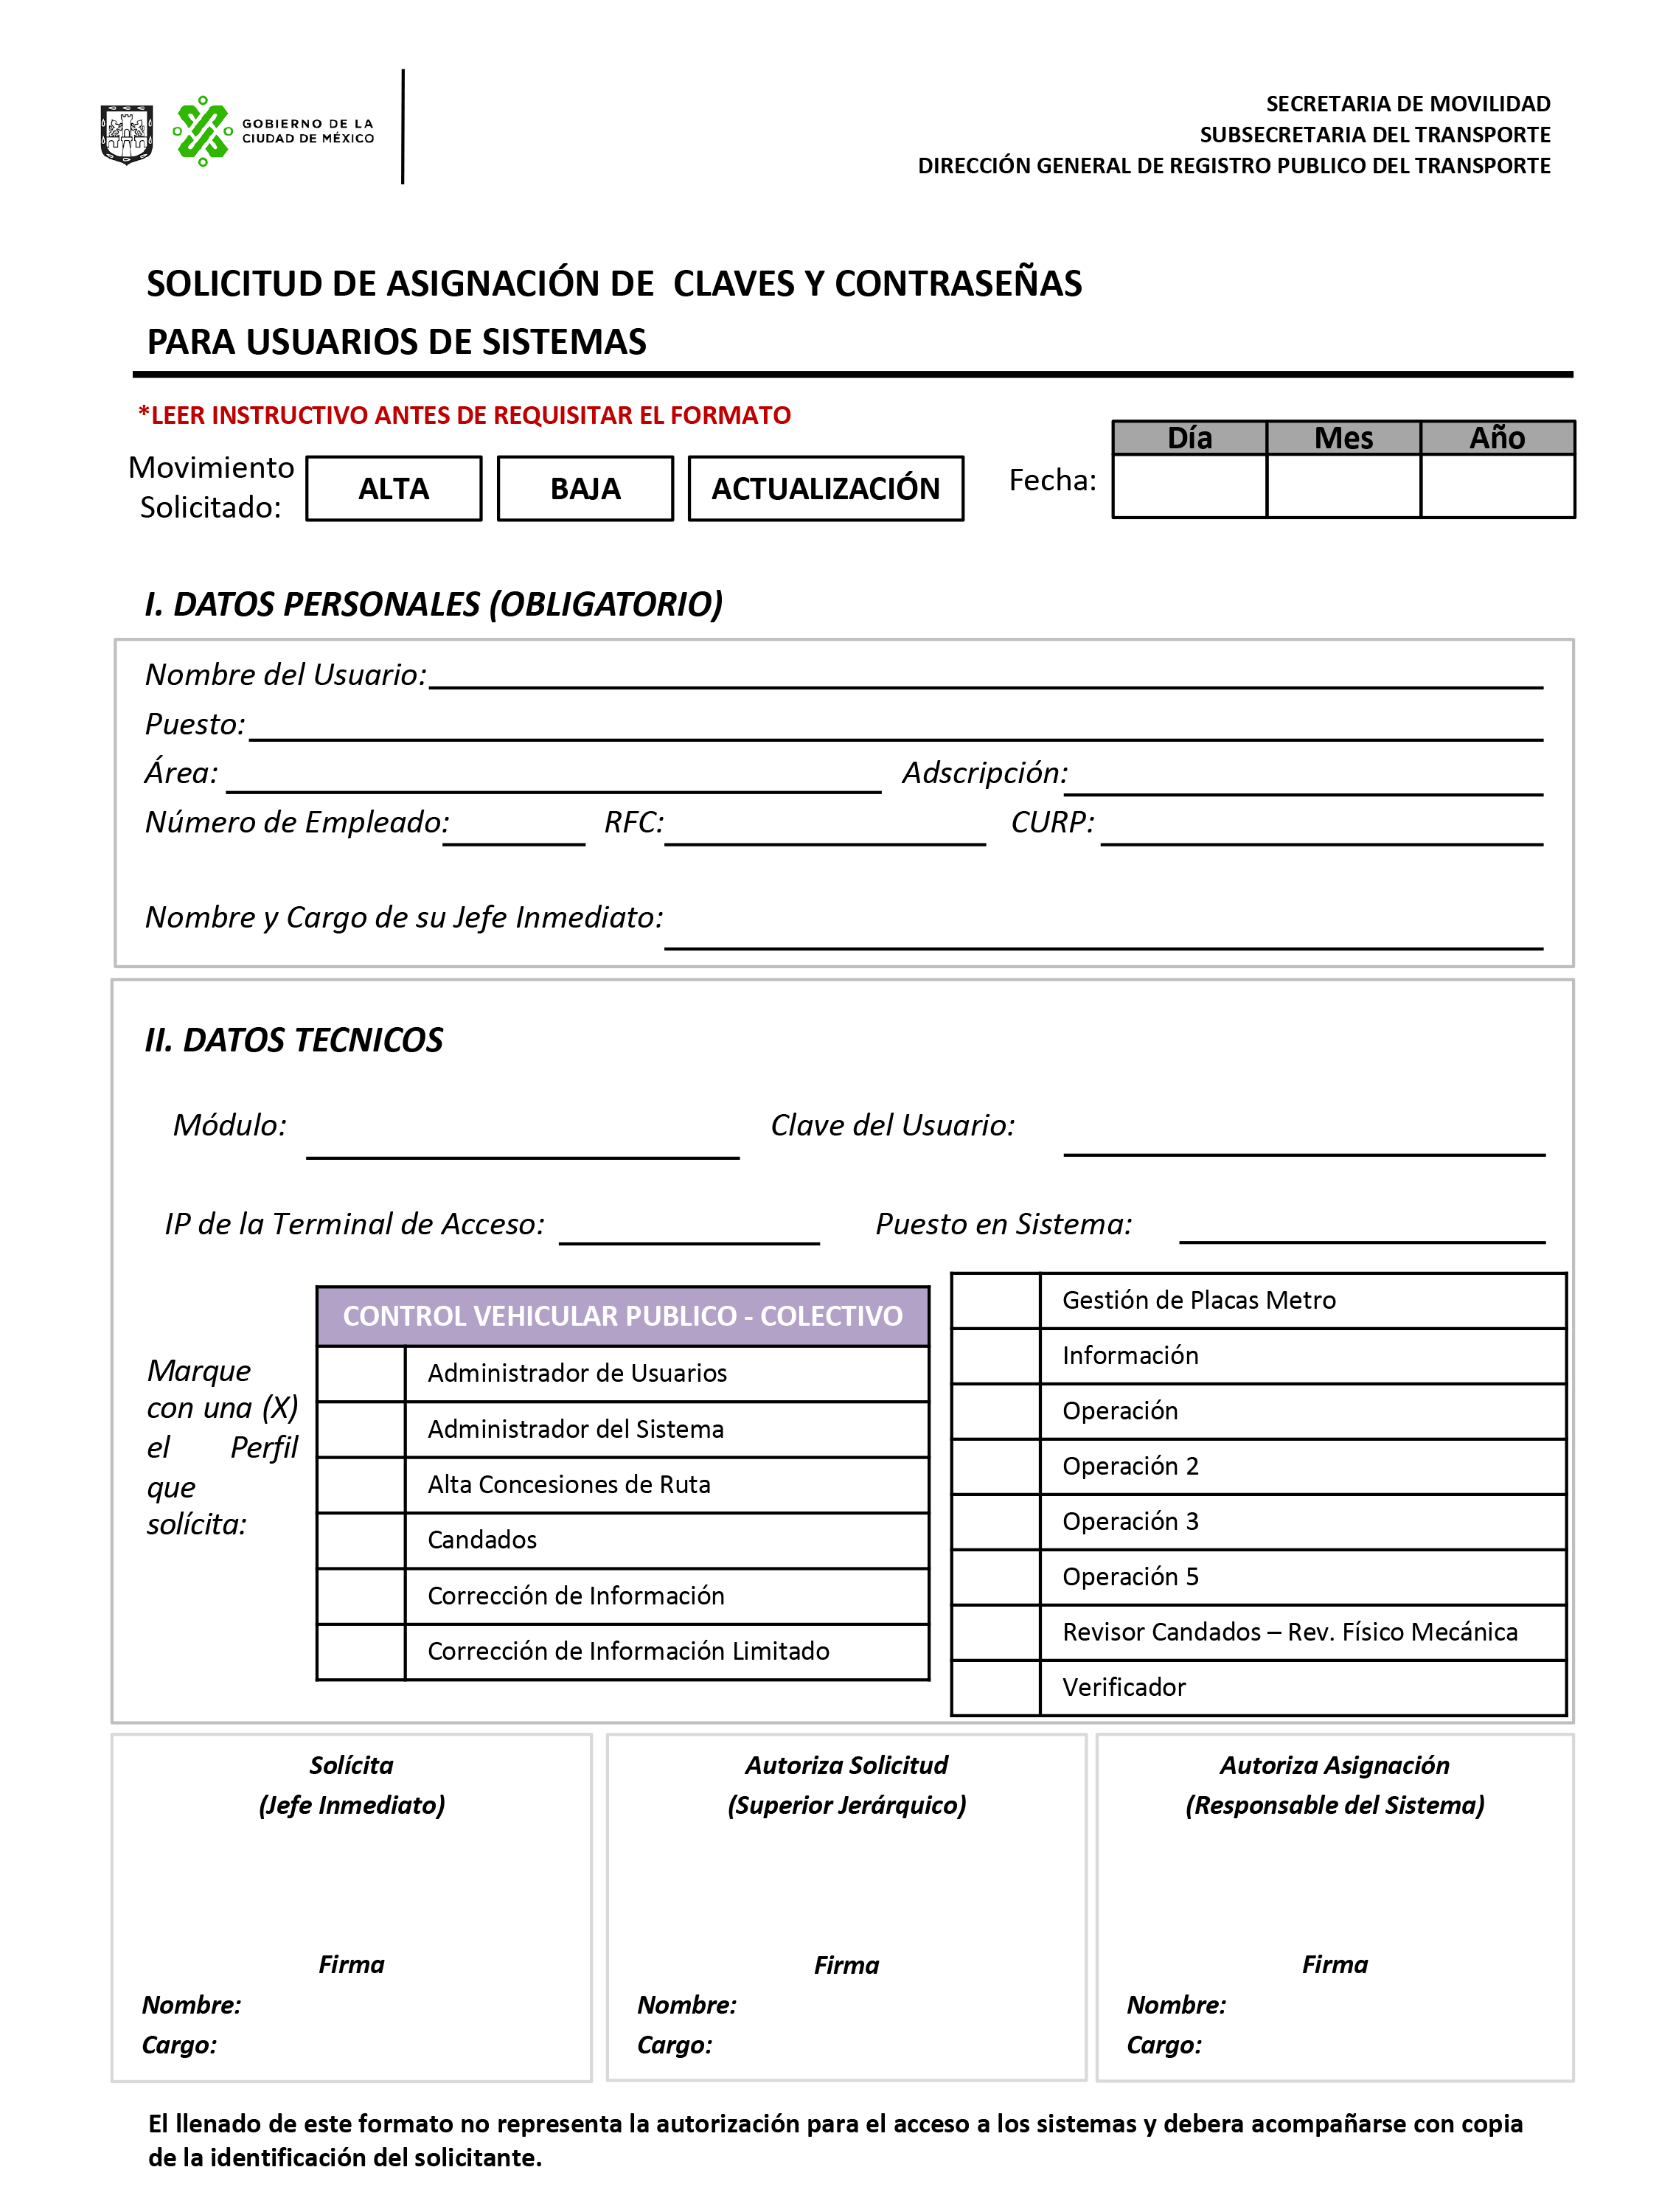 GOBIERNO DE LA
CIUDAD DE MÉXICO
SECRETARIA DE MOVILIDAD
SUBSECRETARIA DEL TRANSPORTE
DIRECCIÓN GENERAL DE REGISTRO PUBLICO DEL TRANSPORTE
SOLICITUD DE ASIGNACIÓN DE CLAVES Y CONTRASEÑAS
PARA USUARIOS DE SISTEMAS
*LEER INSTRUCTIVO ANTES DE REQUISITAR EL FORMATO
Movimiento
Solicitado:
ALTA BAJA ACTUALIZACIÓN
Fecha:
Día Mes Año
I. DATOS PERSONALES (OBLIGATORIO)
Nombre del Usuario:
Puesto:
Área: Adscripción:
Número de Empleado: RFC: CURP:
Nombre y Cargo de su Jefe Inmediato:
II. DATOS TECNICOS
Módulo: Clave del Usuario:
IP de la Terminal de Acceso: Puesto en Sistema:
Marque
con una (X)
el Perfil
que
solícita:
CONTROL VEHICULAR PUBLICO - COLECTIVO
Administrador de Usuarios
Administrador del Sistema
Alta Concesiones de Ruta
Candados
Corrección de Información
Corrección de Información Limitado
Gestión de Placas Metro
Información
Operación
Operación 2
Operación 3
Operación 5
Revisor Candados – Rev. Físico Mecánica
Verificador
Solícita
(Jefe Inmediato)
Firma
Nombre:
Cargo:
Autoriza Solicitud
(Superior Jerárquico)
Firma
Nombre:
Cargo:
Autoriza Asignación
(Responsable del Sistema)
Firma
Nombre:
Cargo:
El llenado de este formato no representa la autorización para el acceso a los sistemas y debera acompañarse con copia
de la identificación del solicitante.